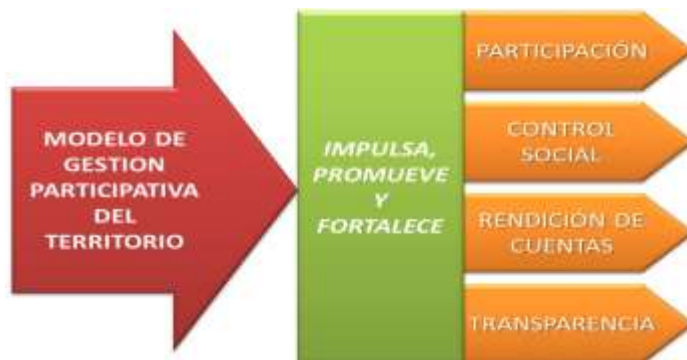 MODELO DE
GESTION
PARTICIPATIVA
DEL
TERRITORIO
IMPULSA,
PROMUEVE
Y
FORTALECE
PARTICIPACIÓN
CONTROL
SOCIAL
RENDICIÓN DE
CUENTAS
TRANSPARENCIA